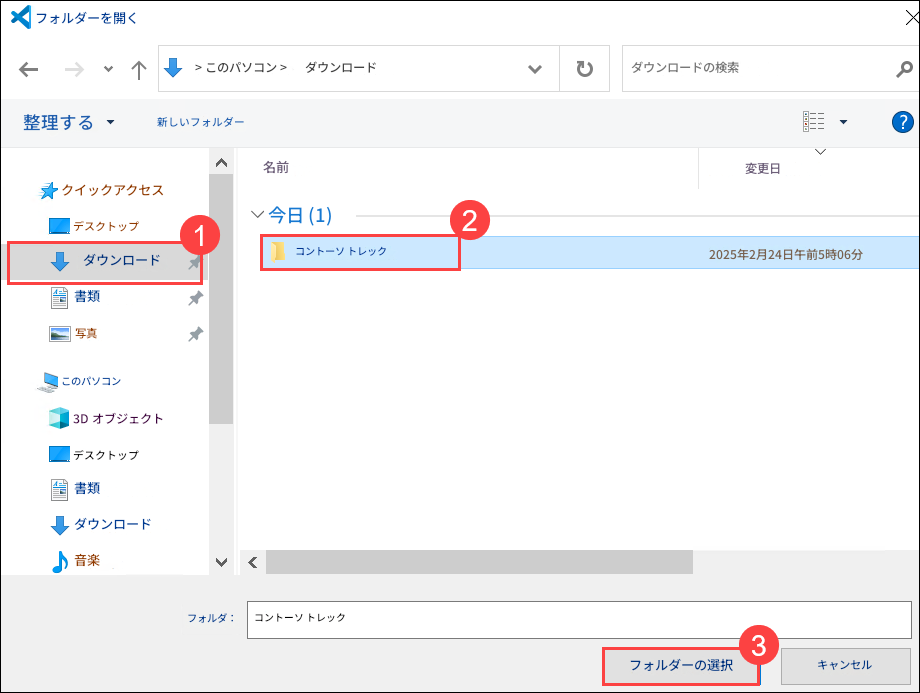 フォルダーを開く
> このパソコン > ダウンロード
ダウンロードの検索
整理する
新しいフォルダー
?
名前
変更日
クイックアクセス
デスクトップ
1
ダウンロード
書類
写真
このパソコン
3D オブジェクト
デスクトップ
書類
ダウンロード
音楽
今日 (1)
2
コントーソ トレック
2025年2月24日午前5時06分
フォルダ：
コントーソ トレック
3
フォルダーの選択
キャンセル